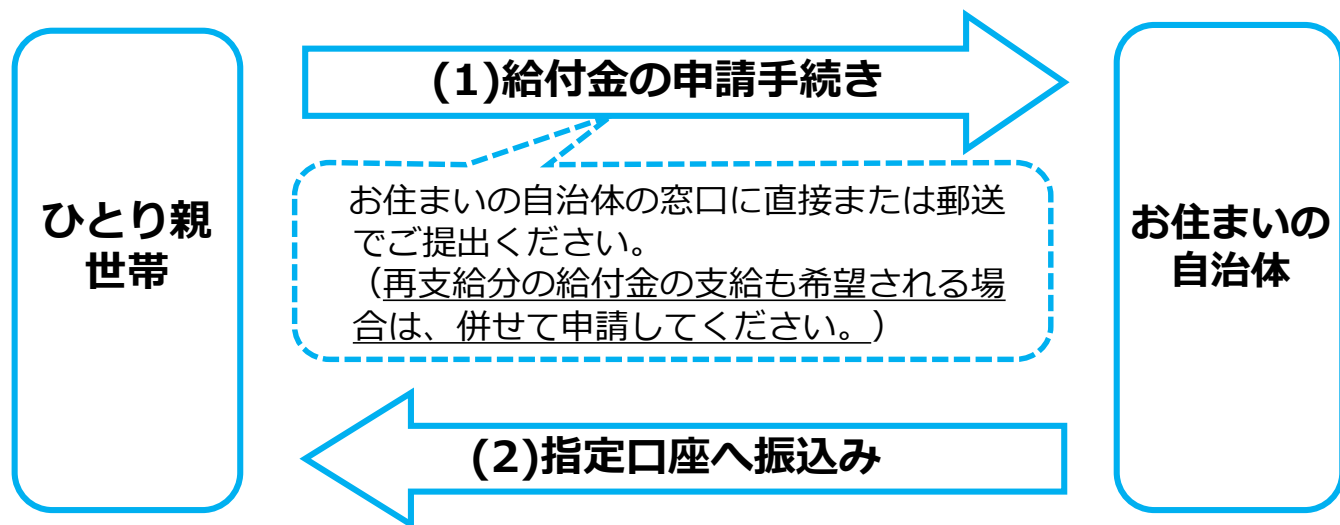 (1)給付金の申請手続き
ひとり親
世帯
お住まいの自治体の窓口に直接または郵送
でご提出ください。
（再支給分の給付金の支給も希望される場
合は、併せて申請してください。）
お住まいの
自治体
(2)指定口座へ振込み